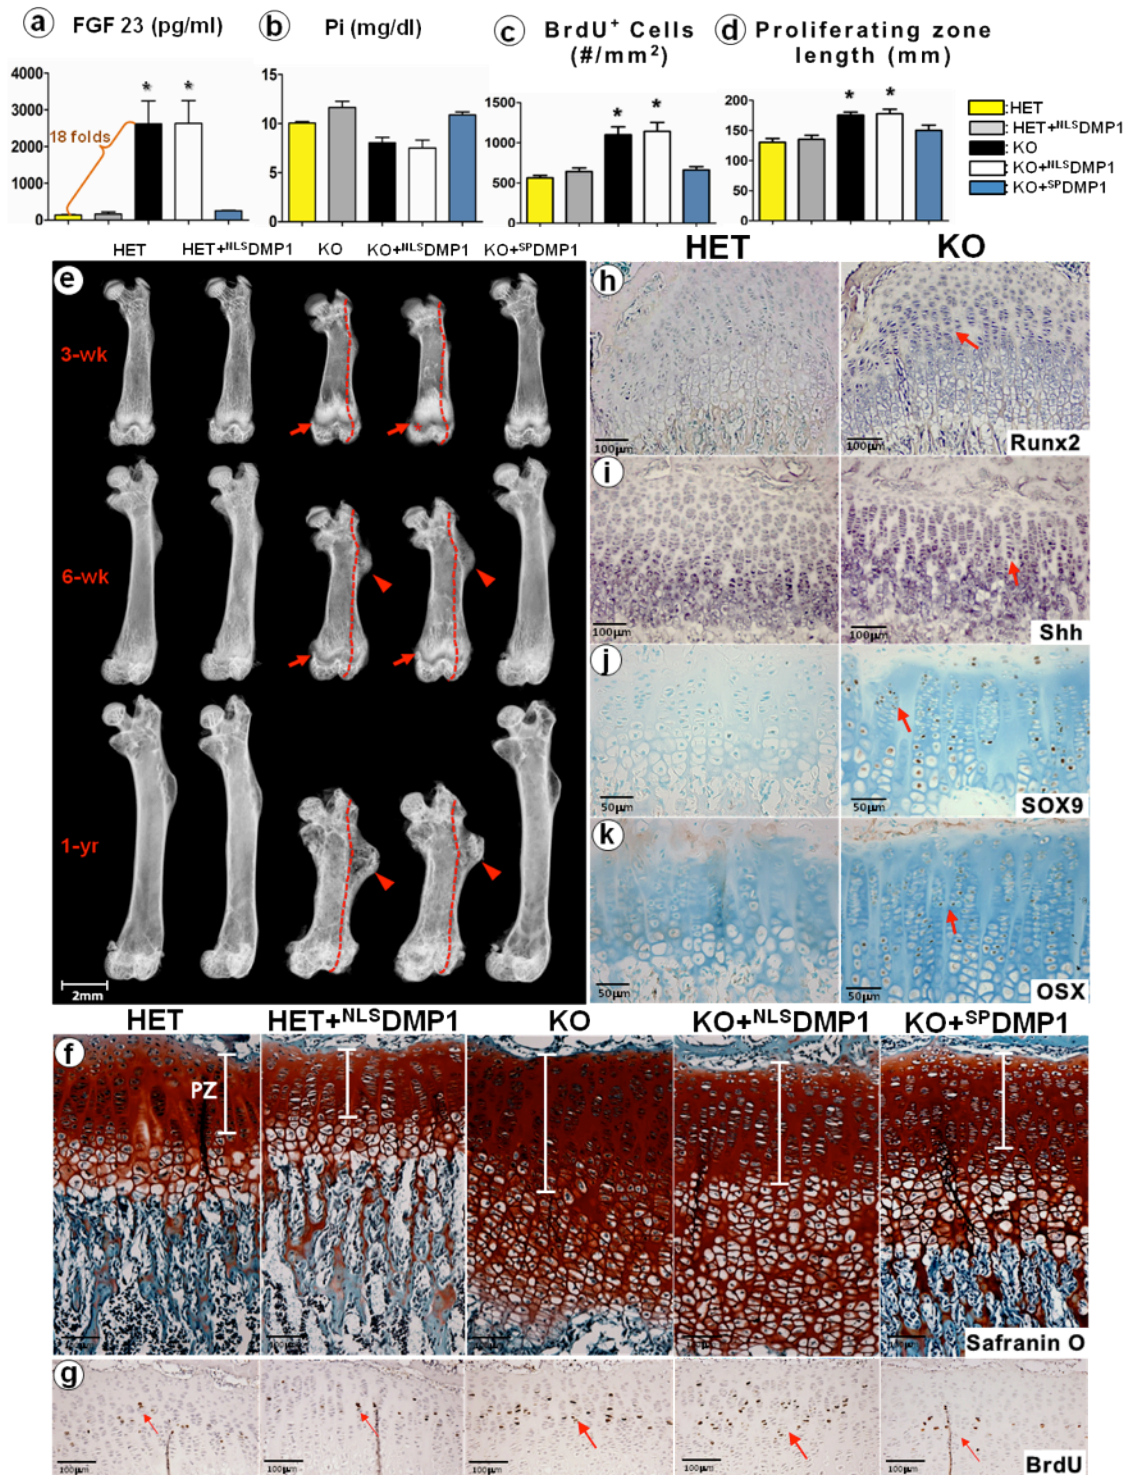 a FGF 23 (pg/ml)
4000
3000
2000
1000
0
18 folds
* *
b Pi (mg/dl)
15
10
5
0
c BrdU⁺ Cells
(#/mm²)
1500
1000
500
0
* *
d Proliferating zone
length (mm)
200
150
100
50
0
* *
:HET
:HET+ᴺᴸˢDMP1
:KO
:KO+ᴺᴸˢDMP1
:KO+ˢᴾDMP1
HET HET+ᴺᴸˢDMP1 KO KO+ᴺᴸˢDMP1 KO+ˢᴾDMP1
e
3-wk
*
6-wk
1-yr
2mm
HET KO
h
100µm 100µm
Runx2
i
100µm 100µm
Shh
j
50µm 50µm
SOX9
k
50µm 50µm
OSX
HET HET+ᴺᴸˢDMP1 KO KO+ᴺᴸˢDMP1 KO+ˢᴾDMP1
f
PZ
Safranin O
g
100µm 100µm 100µm 100µm 100µm
BrdU